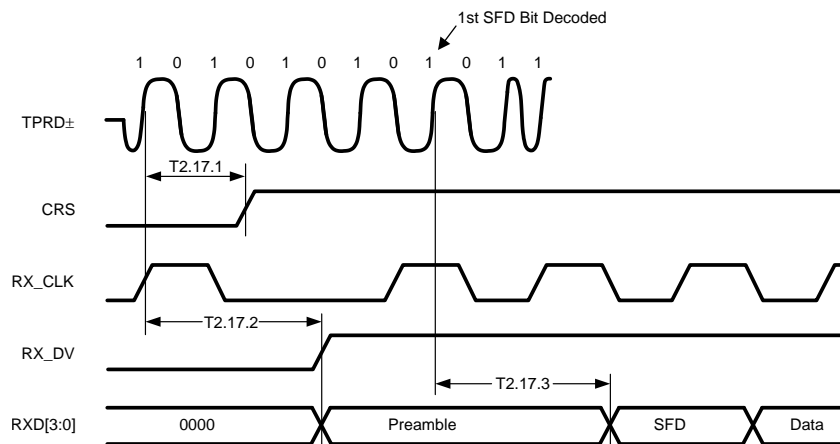 1st SFD Bit Decoded
1 0 1 0 1 0 1 0 1 0 1 1
TPRD±
T2.17.1
CRS
RX_CLK
T2.17.2
RX_DV
T2.17.3
RXD[3:0] 0000 Preamble SFD Data